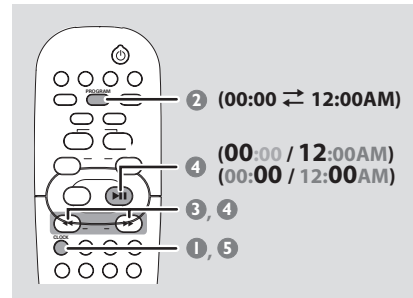 PROGRAM
2 (00:00 ⇄ 12:00AM)
4 (00:00 / 12:00AM)
(00:00 / 12:00AM)
3, 4
CLOCK
1, 5